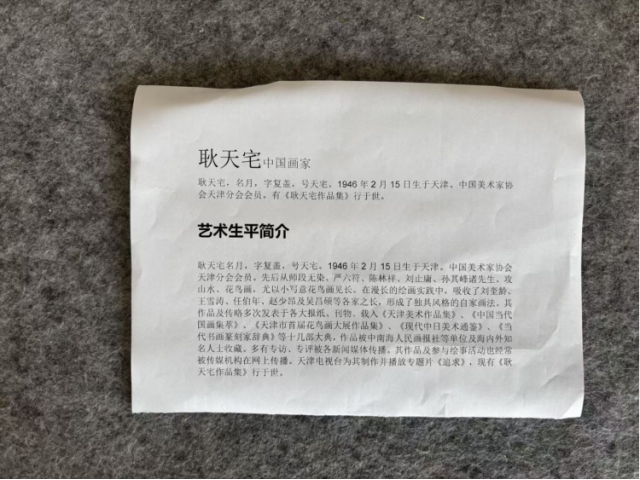 耿天宅中国画家
耿天宅,名月,字复盖,号天宅,1946 年 2 月 15 日生于天津。中国美术家协
会天津分会会员。有《耿天宅作品集》行于世。
艺术生平简介
耿天宅名月,字复盖,号天宅,1946 年 2 月 15 日生于天津。中国美术家协会
天津分会会员。先后从师段无染、严六符、陈林祥、刘止庸、孙其峰诸先生。攻
山水、花鸟画,尤以小写意花鸟画见长,在漫长的绘画实践中,吸收了刘奎龄、
王雪涛、任伯年、赵少昂及吴昌硕等各家之长,形成了独具风格的自家画法。其
作品及传略多次发表于各大报纸、刊物。载入《天津美术作品集》、《中国当代
国画集萃》、《天津市首届花鸟画大展作品集》、《现代中日美术通鉴》、《当
代书画篆刻家辞典》等十几部大典。作品被中南海人民画报社等单位及海内外知
名人士收藏。多有专访、专评被各新闻媒体传播。其作品及参与绘事活动也经常
被传媒机构在网上传播。天津电视台为其制作并播放专题片《追求》,现有《耿
天宅作品集》行于世。